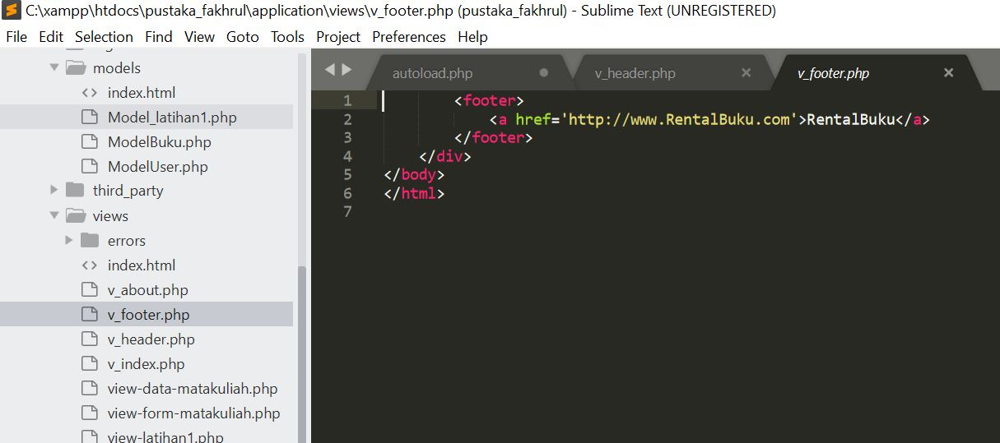 C:\xampp\htdocs\pustaka_fakhrul\application\views\v_footer.php (pustaka_fakhrul) - Sublime Text (UNREGISTERED)
File Edit Selection Find View Goto Tools Project Preferences Help
models
index.html
Model_latihan1.php
ModelBuku.php
ModelUser.php
third_party
views
errors
index.html
v_about.php
v_footer.php
v_header.php
v_index.php
view-data-matakuliah.php
view-form-matakuliah.php
view-latihan1.php
autoload.php v_header.php v_footer.php
1 <footer>
2 <a href='http://www.RentalBuku.com'>RentalBuku</a>
3 </footer>
4 </div>
5 </body>
6 </html>
7